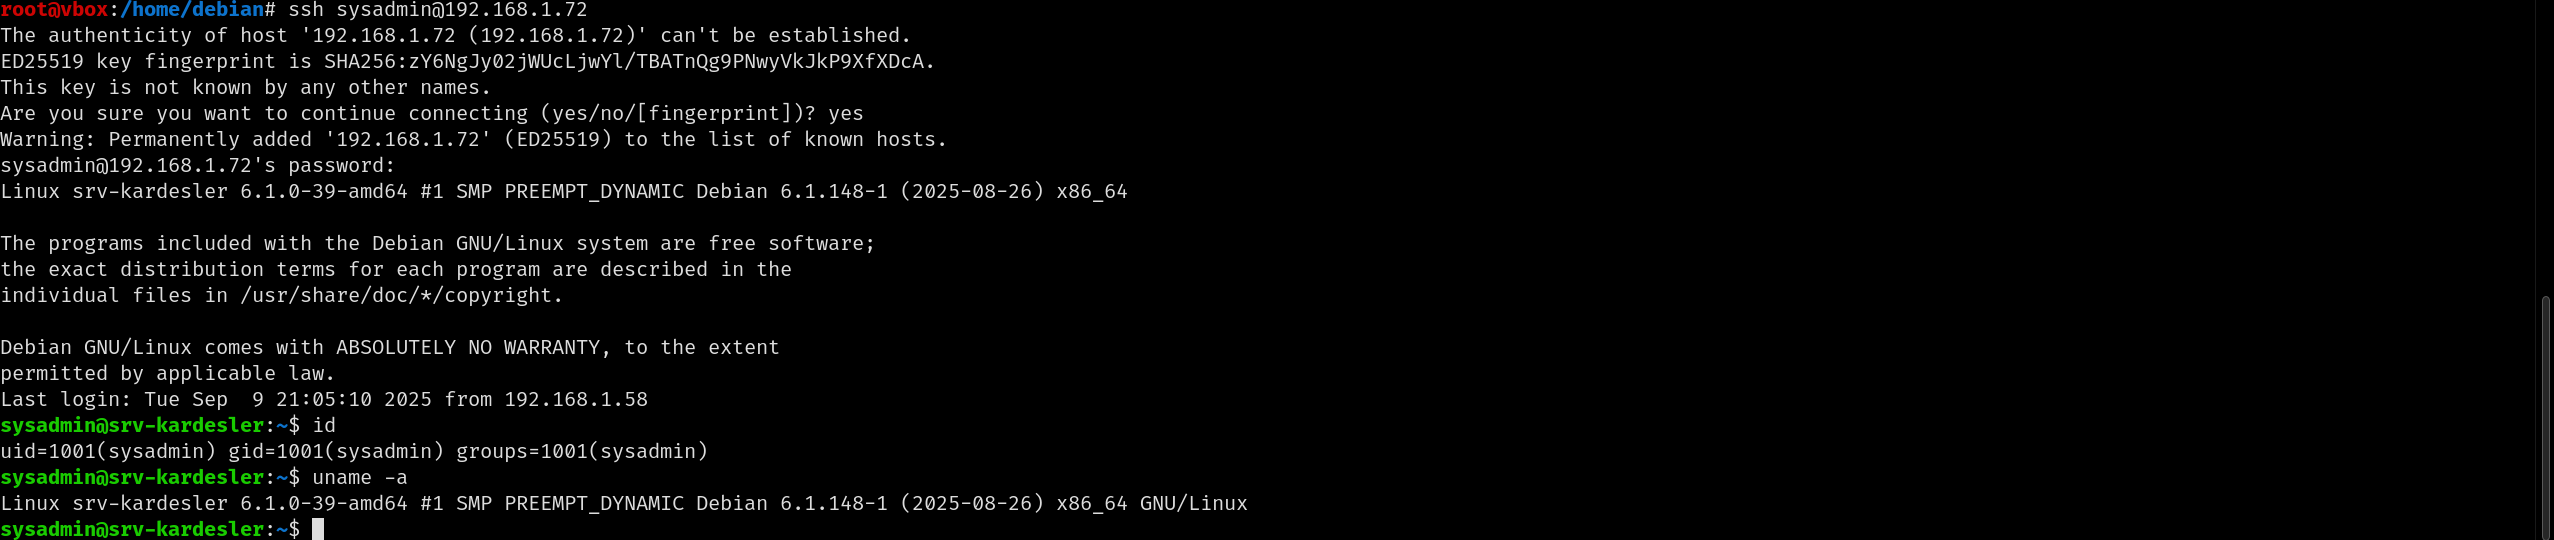 root@vbox:/home/debian# ssh sysadmin@192.168.1.72
The authenticity of host '192.168.1.72 (192.168.1.72)' can't be established.
ED25519 key fingerprint is SHA256:zY6NgJy02jWUcLjwYl/TBATnQg9PNwyVkJkP9XfXDcA.
This key is not known by any other names.
Are you sure you want to continue connecting (yes/no/[fingerprint])? yes
Warning: Permanently added '192.168.1.72' (ED25519) to the list of known hosts.
sysadmin@192.168.1.72's password:
Linux srv-kardesler 6.1.0-39-amd64 #1 SMP PREEMPT_DYNAMIC Debian 6.1.148-1 (2025-08-26) x86_64

The programs included with the Debian GNU/Linux system are free software;
the exact distribution terms for each program are described in the
individual files in /usr/share/doc/*/copyright.

Debian GNU/Linux comes with ABSOLUTELY NO WARRANTY, to the extent
permitted by applicable law.
Last login: Tue Sep  9 21:05:10 2025 from 192.168.1.58
sysadmin@srv-kardesler:~$ id
uid=1001(sysadmin) gid=1001(sysadmin) groups=1001(sysadmin)
sysadmin@srv-kardesler:~$ uname -a
Linux srv-kardesler 6.1.0-39-amd64 #1 SMP PREEMPT_DYNAMIC Debian 6.1.148-1 (2025-08-26) x86_64 GNU/Linux
sysadmin@srv-kardesler:~$